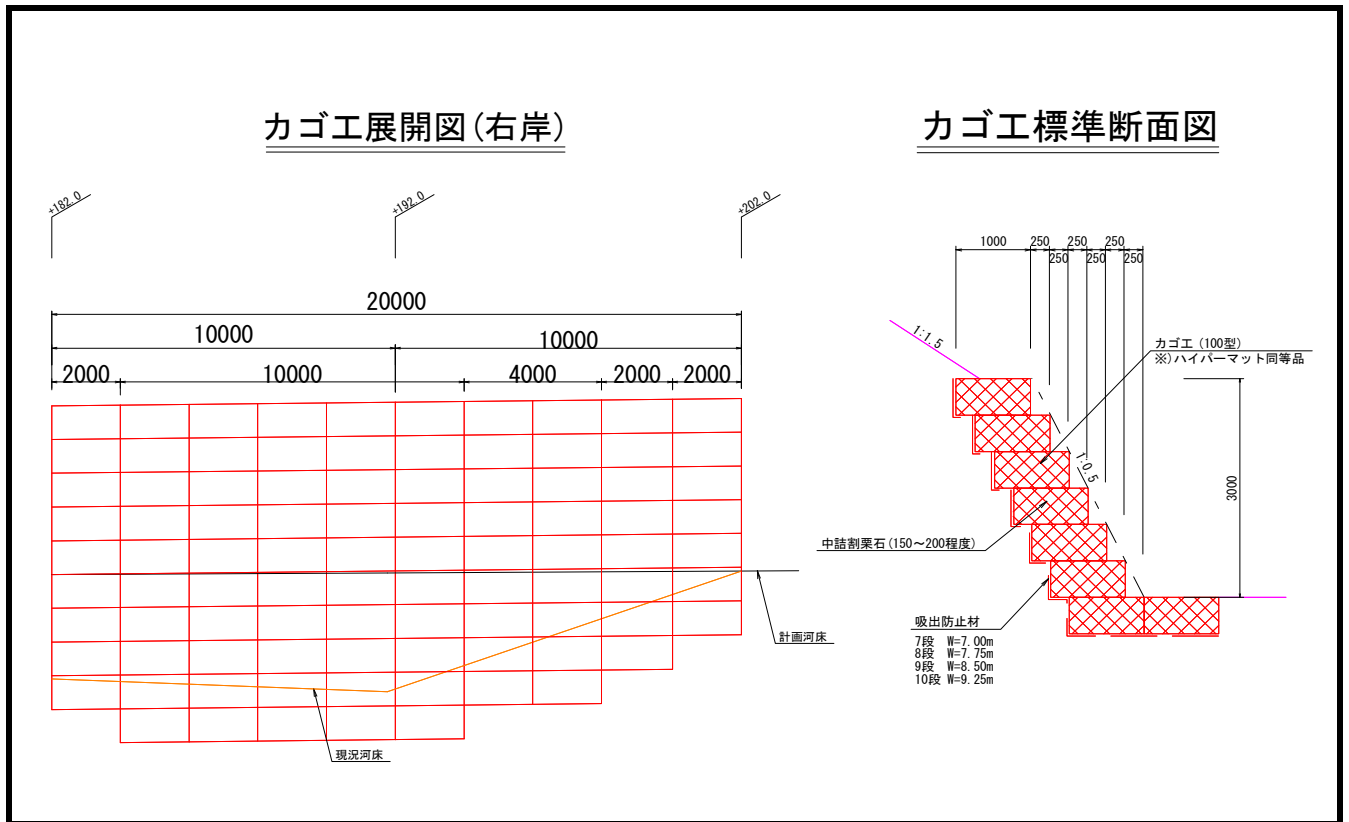 カゴ工展開図(右岸)
+182.0
+192.0
+202.0
20000
10000
10000
2000
10000
4000
2000
2000
計画河床
現況河床
カゴ工標準断面図
1000
250
250
250
250
250
250
1:1.5
カゴ工 (100型)
※)ハイパーマット同等品
1:0.5
3000
中詰割栗石(150～200程度)
吸出防止材
7段 W=7.00m
8段 W=7.75m
9段 W=8.50m
10段 W=9.25m